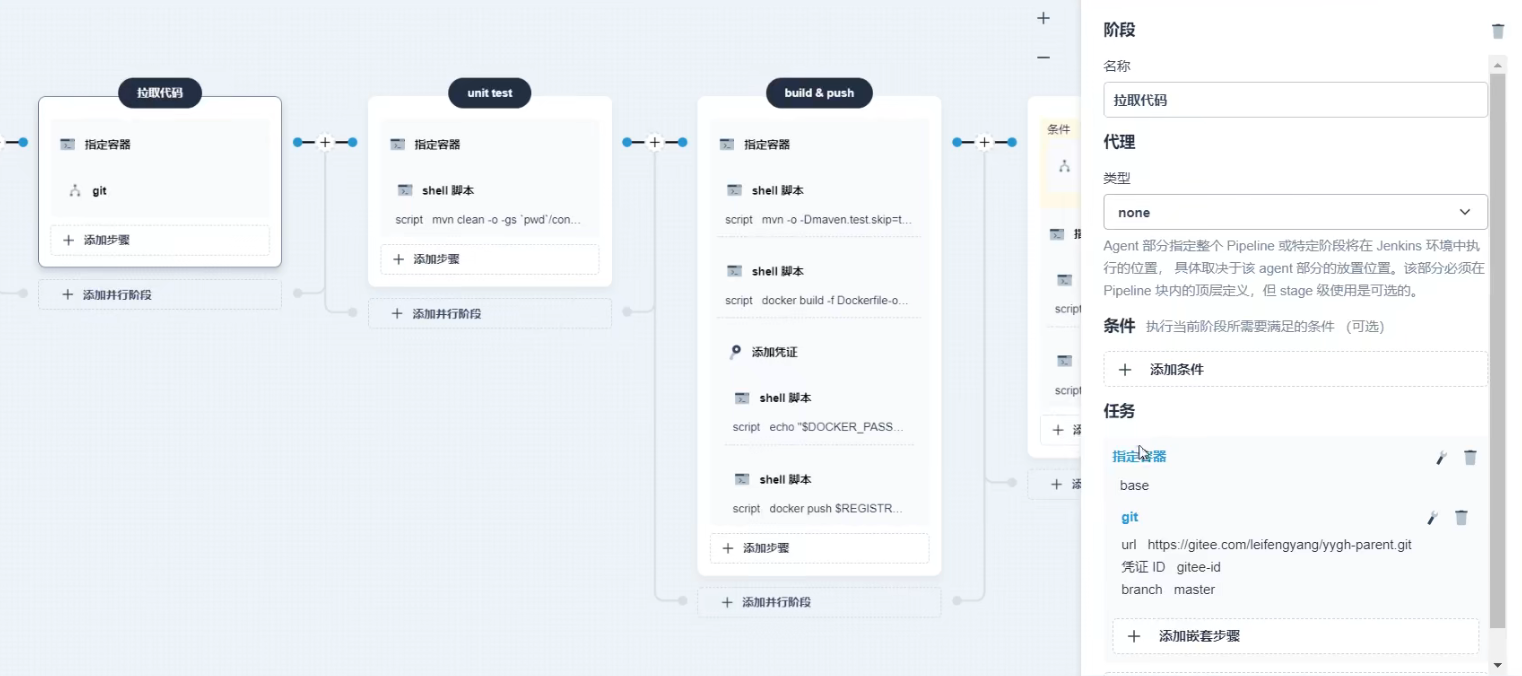 拉取代码
指定容器
git
添加步骤
添加并行阶段
unit test
指定容器
shell 脚本
script mvn clean -o -gs `pwd`/con...
添加步骤
添加并行阶段
build & push
指定容器
shell 脚本
script mvn -o -Dmaven.test.skip=t...
shell 脚本
script docker build -f Dockerfile-o...
添加凭证
shell 脚本
script echo "$DOCKER_PASS...
shell 脚本
script docker push $REGISTR...
添加步骤
添加并行阶段
条件
script
script
阶段
名称
拉取代码
代理
类型
none
Agent 部分指定整个 Pipeline 或特定阶段将在 Jenkins 环境中执
行的位置， 具体取决于该 agent 部分的放置位置。该部分必须在
Pipeline 块内的顶层定义，但 stage 级使用是可选的。
条件 执行当前阶段所需要满足的条件 （可选）
添加条件
任务
指定容器
base
git
url https://gitee.com/leifengyang/yygh-parent.git
凭证 ID gitee-id
branch master
添加嵌套步骤